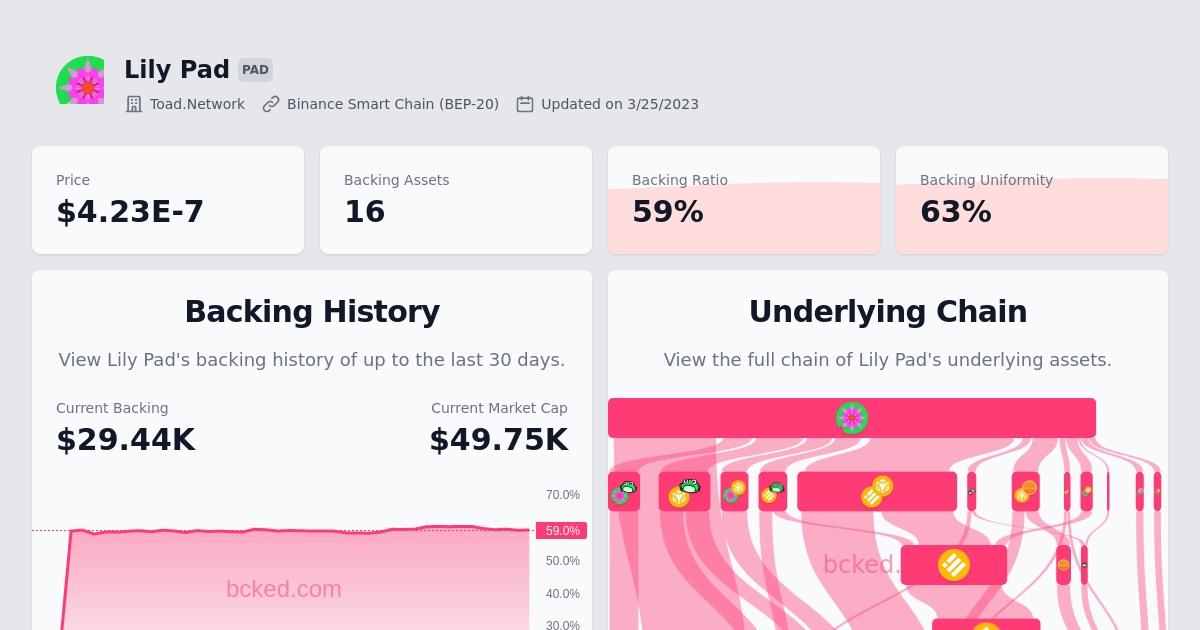 Lily Pad PAD
Toad.Network Binance Smart Chain (BEP-20) Updated on 3/25/2023
Price
$4.23E-7
Backing Assets
16
Backing Ratio
59%
Backing Uniformity
63%
Backing History
View Lily Pad's backing history of up to the last 30 days.
Current Backing
$29.44K
Current Market Cap
$49.75K
70.0%
59.0%
50.0%
40.0%
30.0%
bcked.com
Underlying Chain
View the full chain of Lily Pad's underlying assets.
bcked.